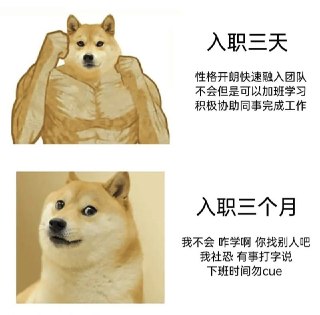 入职三天
性格开朗快速融入团队
不会但是可以加班学习
积极协助同事完成工作
入职三个月
我不会 咋学啊 你找别人吧
我社恐 有事打字说
下班时间勿cue